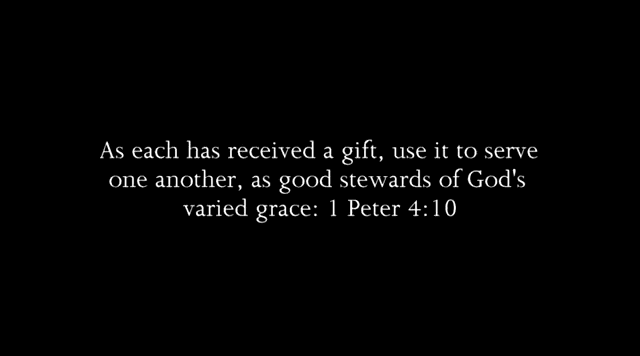 As each has received a gift, use it to serve
one another, as good stewards of God's
varied grace: 1 Peter 4:10